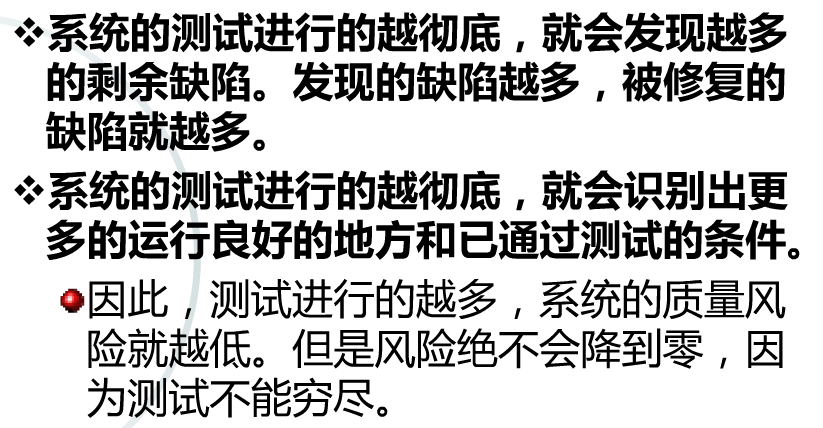 ❖系统的测试进行的越彻底，就会发现越多
的剩余缺陷。发现的缺陷越多，被修复的
缺陷就越多。
❖系统的测试进行的越彻底，就会识别出更
多的运行良好的地方和已通过测试的条件。
因此，测试进行的越多，系统的质量风
险就越低。但是风险绝不会降到零，因
为测试不能穷尽。